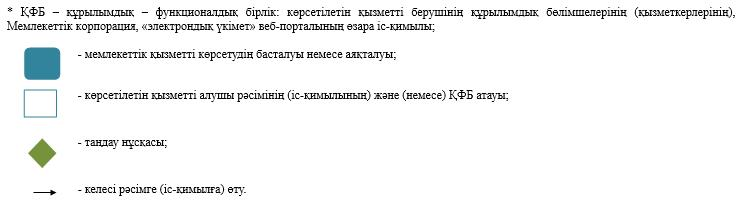 * ҚФБ – құрылымдық – функционалдық бірлік: көрсетілетін қызметті берушінің құрылымдық бөлімшелерінің (қызметкерлерінің),
Мемлекеттік корпорация, «электрондық үкімет» веб-порталының өзара іс-қимылы;
- мемлекеттік қызметті көрсетудің басталуы немесе аяқталуы;
- көрсетілетін қызметті алушы рәсімінің (іс-қимылының) және (немесе) ҚФБ атауы;
- таңдау нұсқасы;
- келесі рәсімге (іс-қимылға) өту.